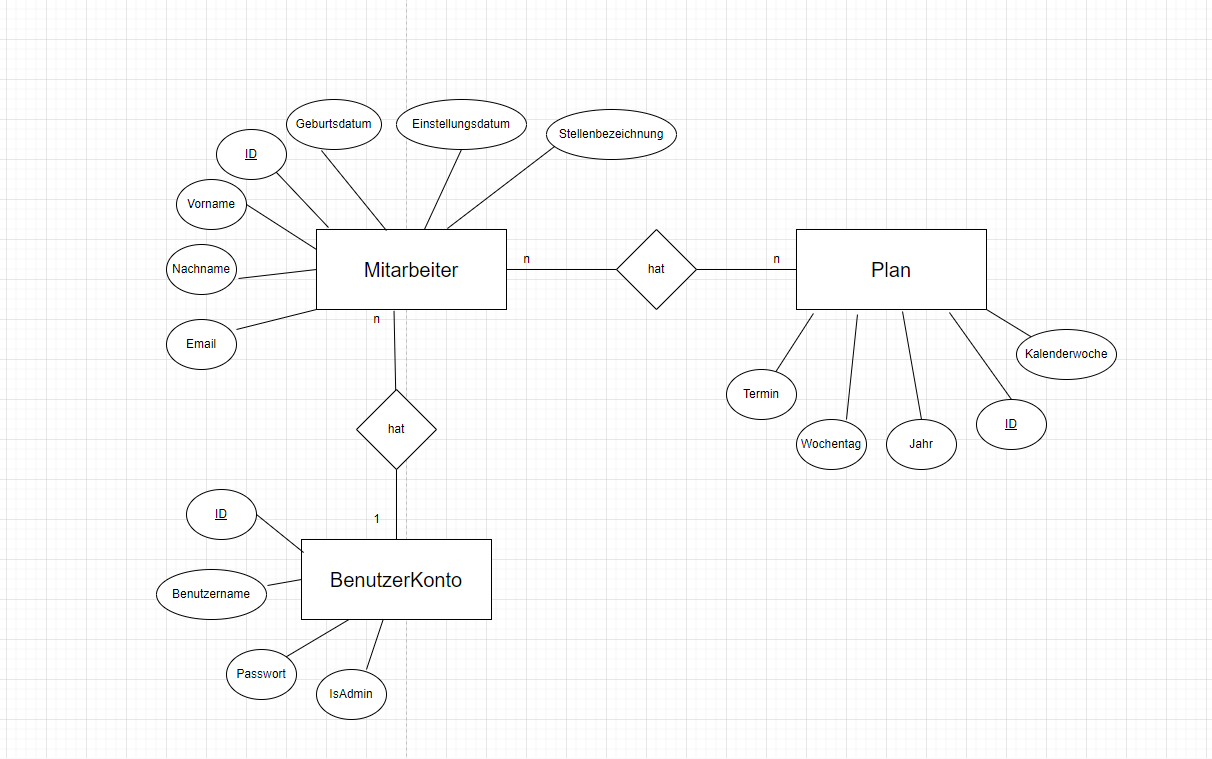 Geburtsdatum
Einstellungsdatum
Stellenbezeichnung
ID
Vorname
Nachname
Email
Mitarbeiter
n
hat
n
Plan
n
Termin
Wochentag
Jahr
ID
Kalenderwoche
hat
1
ID
Benutzername
BenutzerKonto
Passwort
IsAdmin